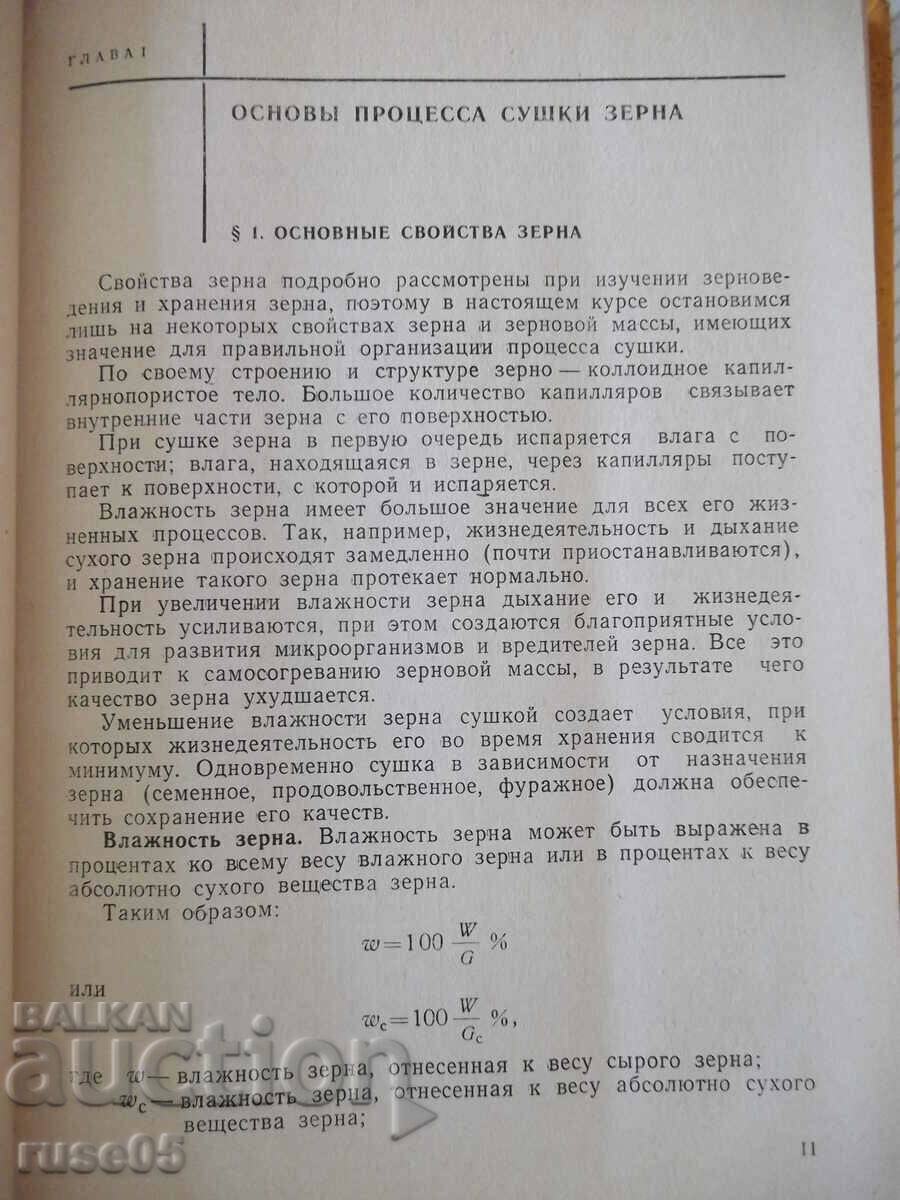 ГЛАВА I
ОСНОВЫ ПРОЦЕССА СУШКИ ЗЕРНА
§ 1. ОСНОВНЫЕ СВОЙСТВА ЗЕРНА
Свойства зерна подробно рассмотрены при изучении зернове-
дения и хранения зерна, поэтому в настоящем курсе остановимся
лишь на некоторых свойствах зерна и зерновой массы, имеющих
значение для правильной организации процесса сушки.
По своему строению и структуре зерно — коллоидное капил-
лярнопористое тело. Большое количество капилляров связывает
внутренние части зерна с его поверхностью.
При сушке зерна в первую очередь испаряется влага с по-
верхности; влага, находящаяся в зерне, через капилляры посту-
пает к поверхности, с которой и испаряется.
Влажность зерна имеет большое значение для всех его жиз-
ненных процессов. Так, например, жизнедеятельность и дыхание
сухого зерна происходят замедленно (почти приостанавливаются),
и хранение такого зерна протекает нормально.
При увеличении влажности зерна дыхание его и жизнедея-
тельность усиливаются, при этом создаются благоприятные усло-
вия для развития микроорганизмов и вредителей зерна. Все это
приводит к самосогреванию зерновой массы, в результате чего
качество зерна ухудшается.
Уменьшение влажности зерна сушкой создает условия, при
которых жизнедеятельность его во время хранения сводится к
минимуму. Одновременно сушка в зависимости от назначения
зерна (семенное, продовольственное, фуражное) должна обеспе-
чить сохранение его качеств.
Влажность зерна. Влажность зерна может быть выражена в
процентах ко всему весу влажного зерна или в процентах к весу
абсолютно сухого вещества зерна.
Таким образом:
w = 100 W/G %
или
wс = 100 W/Gс %,
где w — влажность зерна, отнесенная к весу сырого зерна;
wс — влажность зерна, отнесенная к весу абсолютно сухого
вещества зерна;
11
BALKAN
auction
ruse05